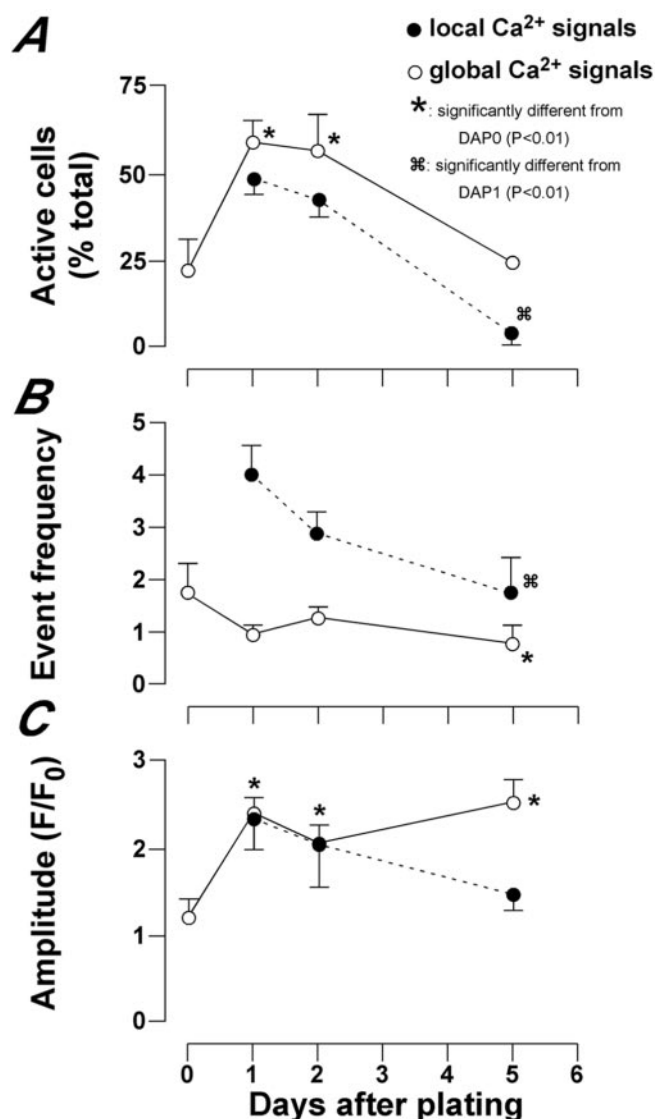 A
● local Ca²⁺ signals
○ global Ca²⁺ signals
*: significantly different from
DAP0 (P<0.01)
⌘: significantly different from
DAP1 (P<0.01)
Active cells
(% total)
75
50
25
0
*
*
⌘
B
Event frequency
5
4
3
2
1
0
⌘
*
C
Amplitude (F/F₀)
3
2
1
0
*
*
*
0 1 2 3 4 5 6
Days after plating